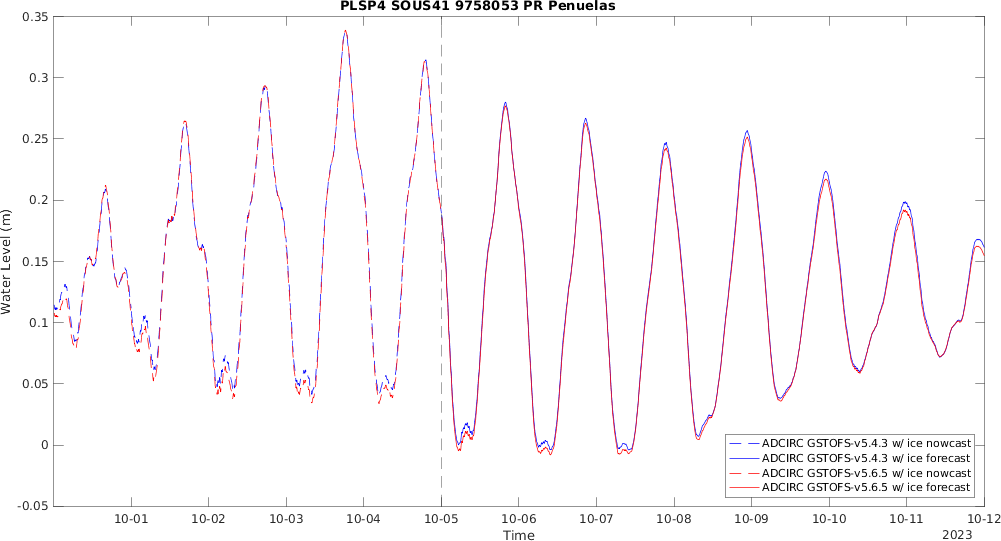 PLSP4 SOUS41 9758053 PR Penuelas
Water Level (m)
0.35
0.3
0.25
0.2
0.15
0.1
0.05
0
-0.05
ADCIRC GSTOFS-v5.4.3 w/ ice nowcast
ADCIRC GSTOFS-v5.4.3 w/ ice forecast
ADCIRC GSTOFS-v5.6.5 w/ ice nowcast
ADCIRC GSTOFS-v5.6.5 w/ ice forecast
10-01 10-02 10-03 10-04 10-05 10-06 10-07 10-08 10-09 10-10 10-11 10-12
Time
2023